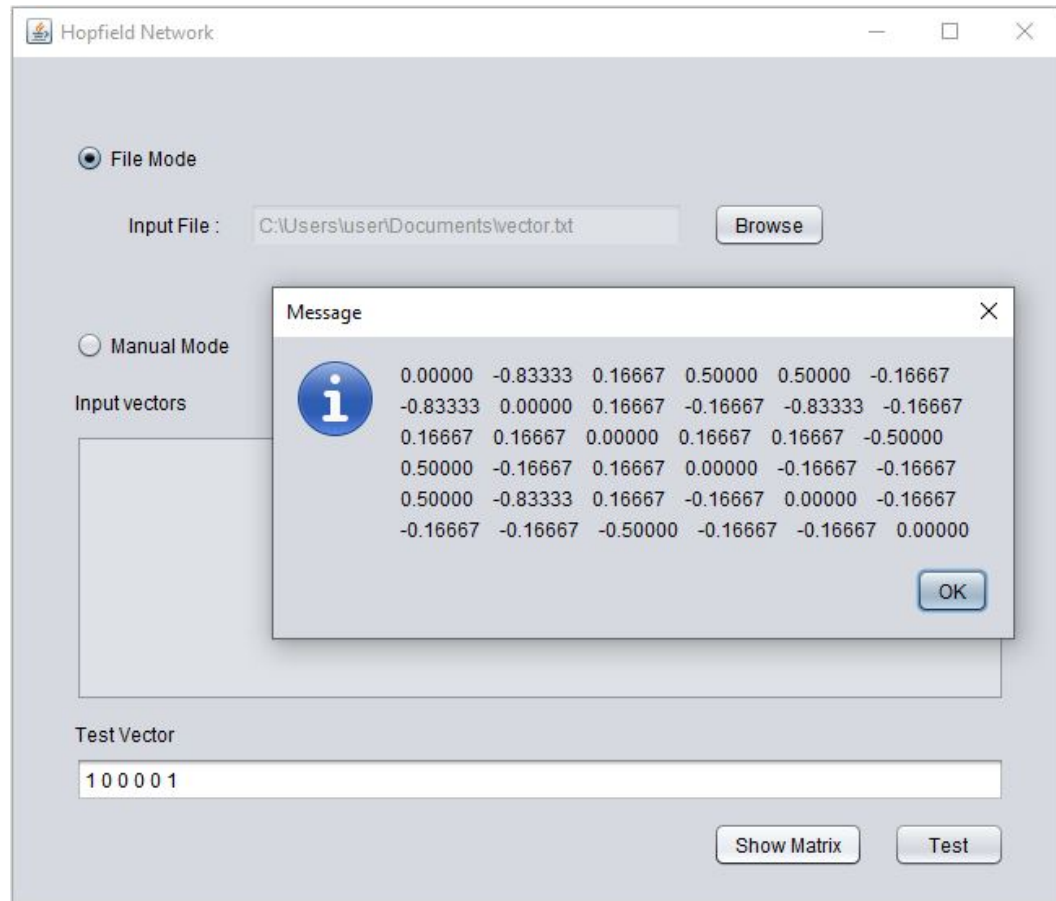 Hopfield Network
File Mode
Input File : C:\Users\user\Documents\vector.txt Browse
Message
Manual Mode
0.00000 -0.83333 0.16667 0.50000 0.50000 -0.16667
Input vectors
-0.83333 0.00000 0.16667 -0.16667 -0.83333 -0.16667
0.16667 0.16667 0.00000 0.16667 0.16667 -0.50000
0.50000 -0.16667 0.16667 0.00000 -0.16667 -0.16667
0.50000 -0.83333 0.16667 -0.16667 0.00000 -0.16667
-0.16667 -0.16667 -0.50000 -0.16667 -0.16667 0.00000
OK
Test Vector
1 0 0 0 0 1
Show Matrix Test